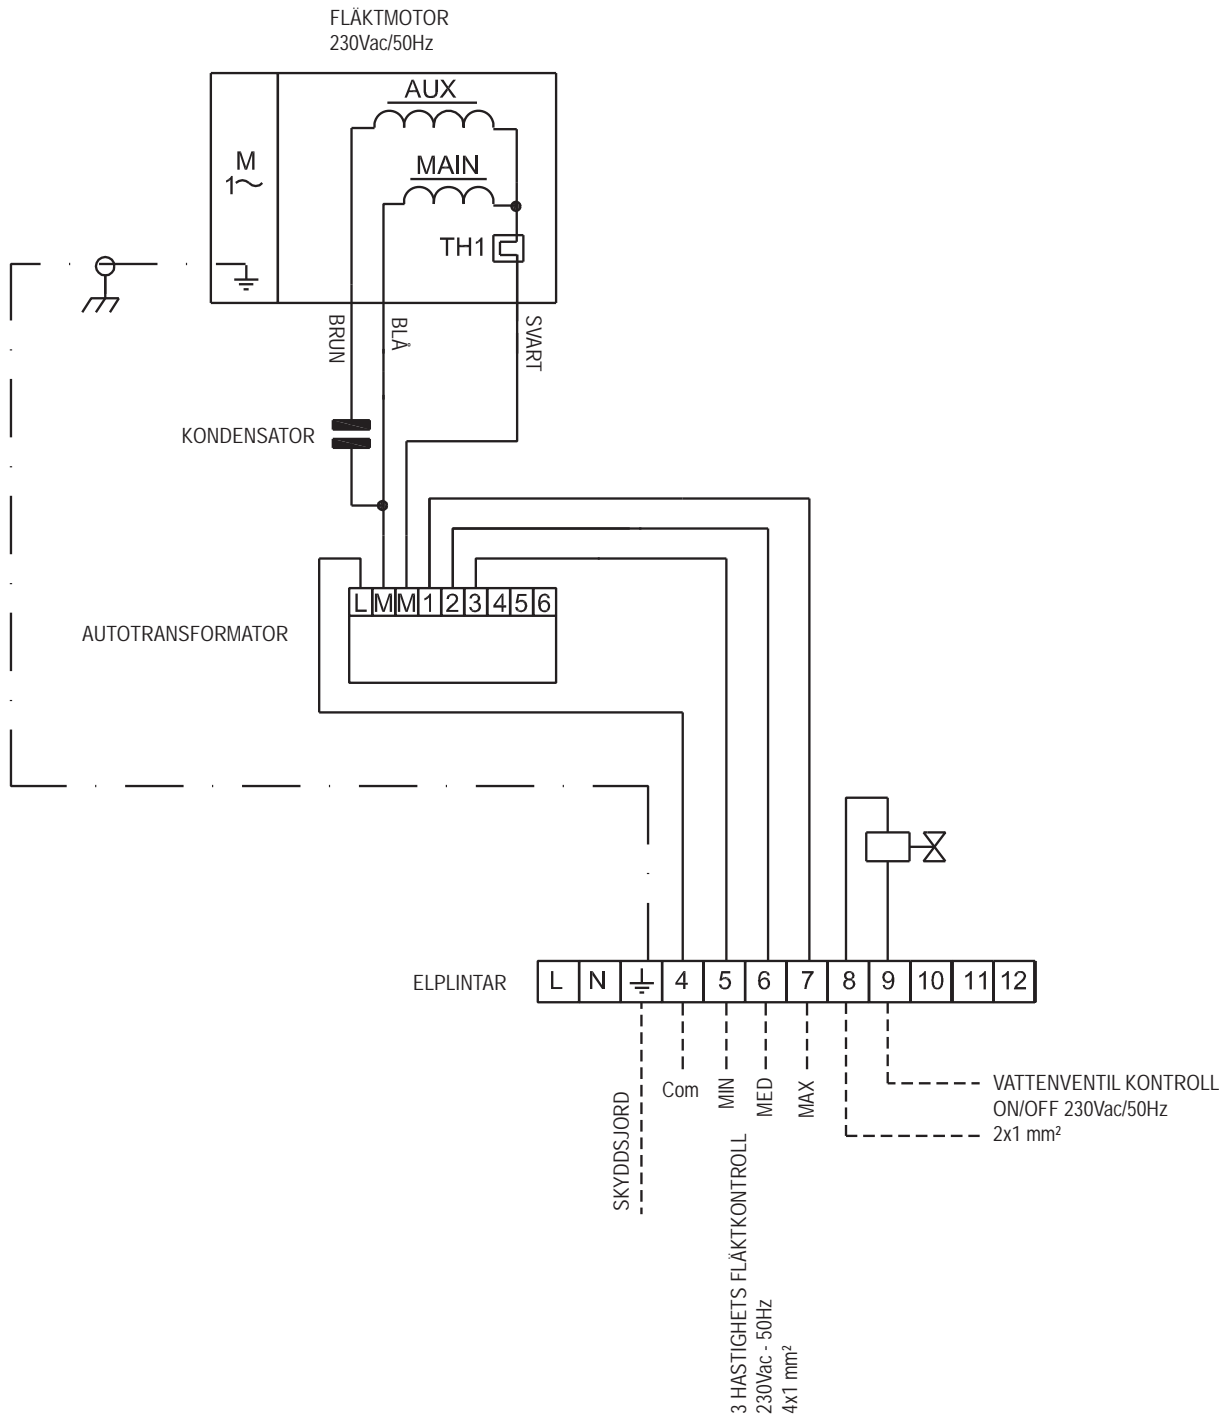 FLÄKTMOTOR
230Vac/50Hz
AUX
M
1~
MAIN
TH1
BRUN
BLÅ
SVART
KONDENSATOR
L M M 1 2 3 4 5 6
AUTOTRANSFORMATOR
ELPLINTAR
L N 4 5 6 7 8 9 10 11 12
SKYDDSJORD
Com
MIN
MED
MAX
3 HASTIGHETS FLÄKTKONTROLL
230Vac - 50Hz
4x1 mm²
VATTENVENTIL KONTROLL
ON/OFF 230Vac/50Hz
2x1 mm²